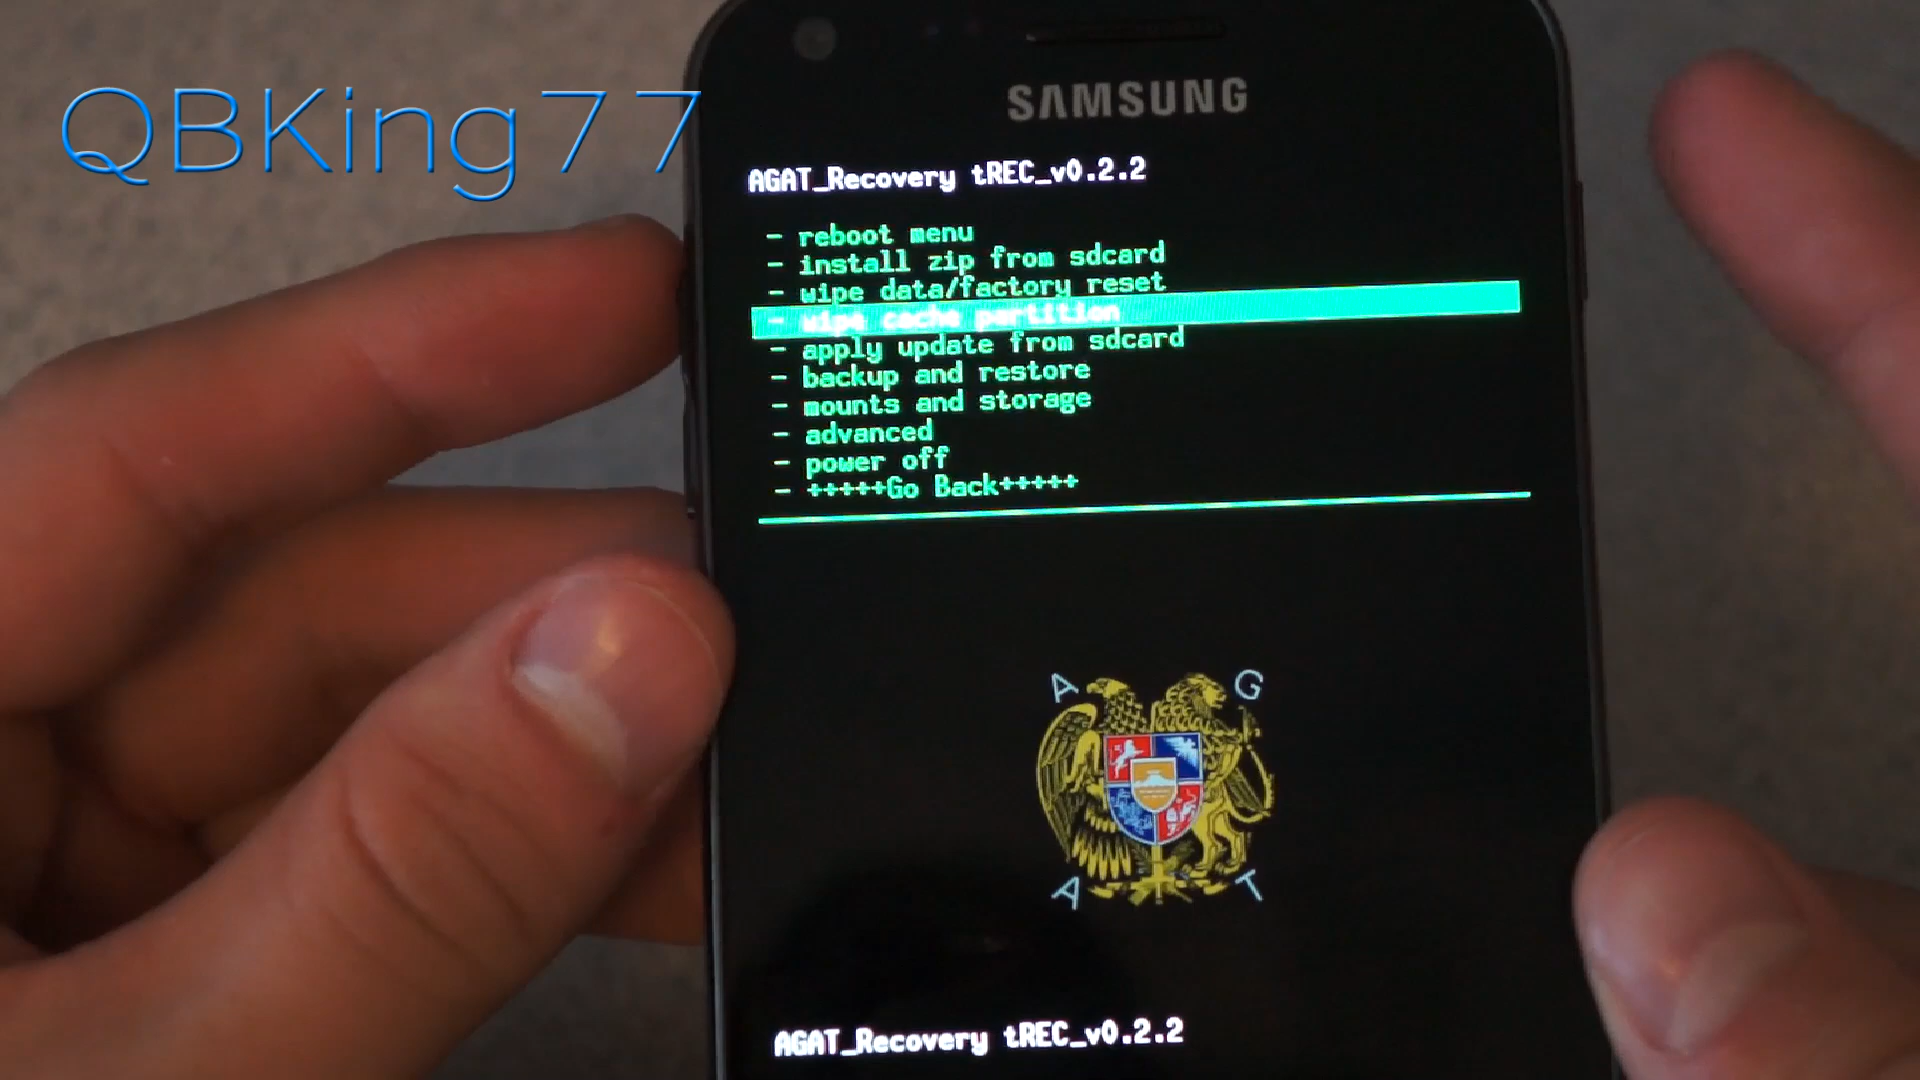 QBKing77
SAMSUNG
AGAT_Recovery tREC_v0.2.2
- reboot menu
- install zip from sdcard
- wipe data/factory reset
- wipe cache partition
- apply update from sdcard
- backup and restore
- mounts and storage
- advanced
- power off
- +++++Go Back+++++
A G
A T
AGAT_Recovery tREC_v0.2.2